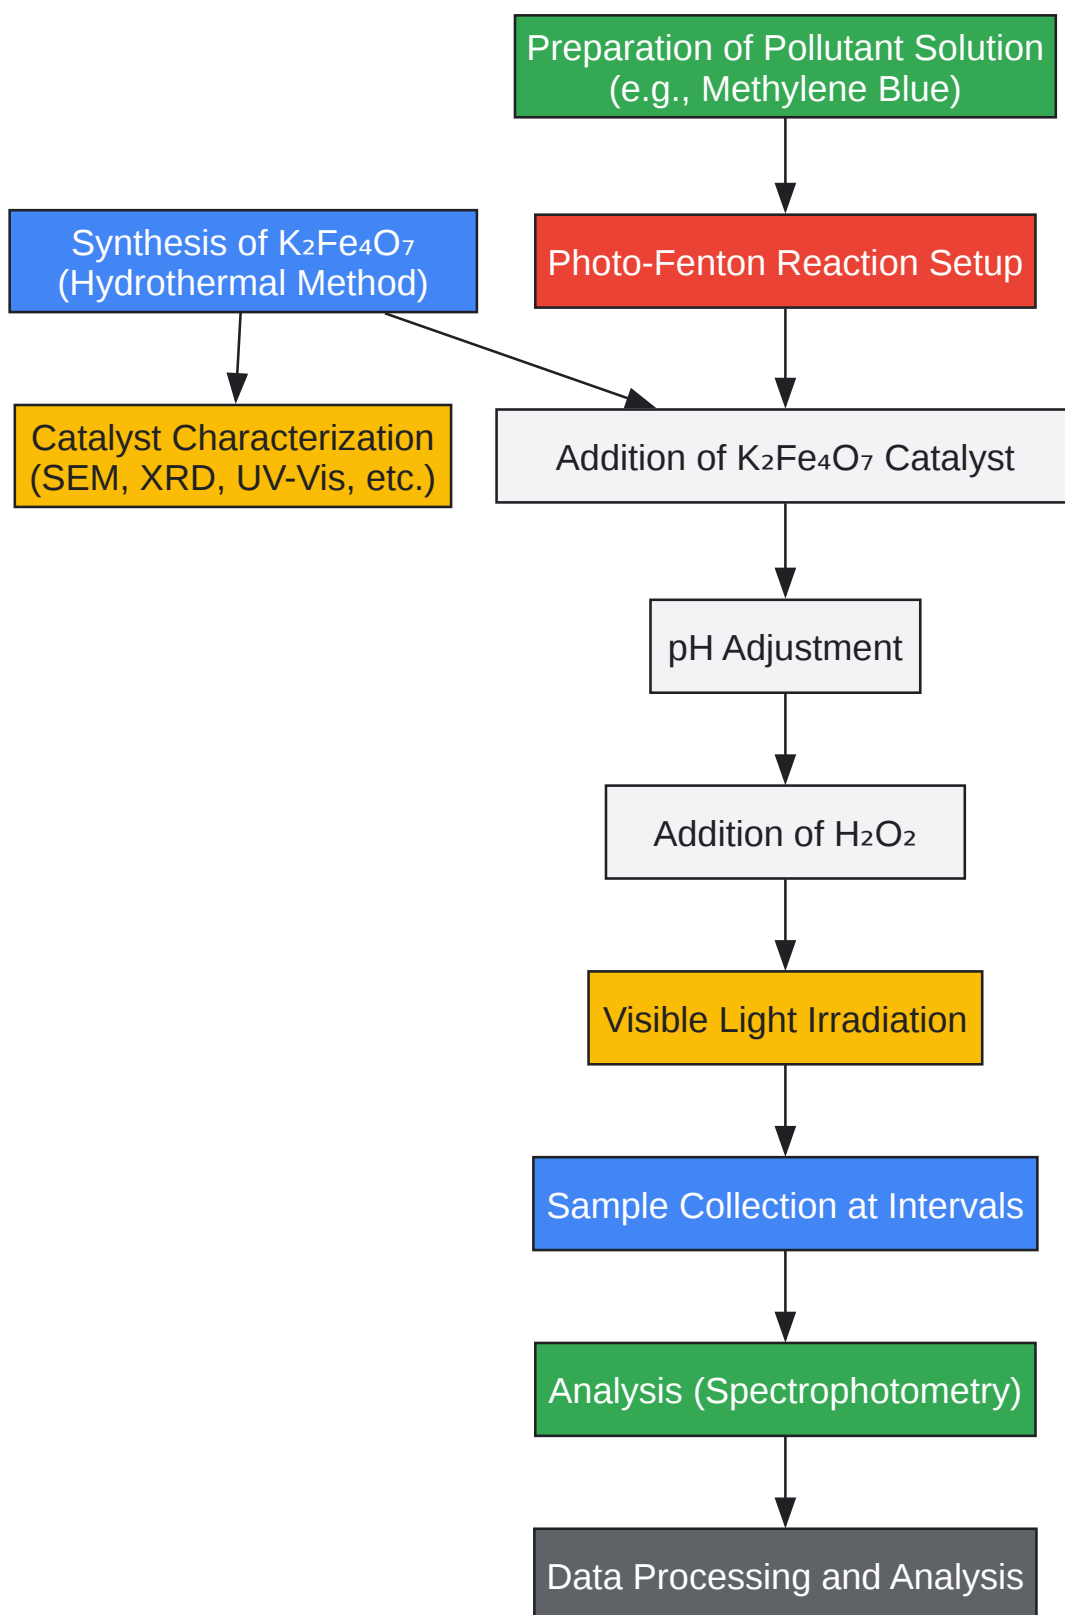 Preparation of Pollutant Solution
(e.g., Methylene Blue)
Synthesis of K₂Fe₄O₇
(Hydrothermal Method)
Photo-Fenton Reaction Setup
Catalyst Characterization
(SEM, XRD, UV-Vis, etc.)
Addition of K₂Fe₄O₇ Catalyst
pH Adjustment
Addition of H₂O₂
Visible Light Irradiation
Sample Collection at Intervals
Analysis (Spectrophotometry)
Data Processing and Analysis